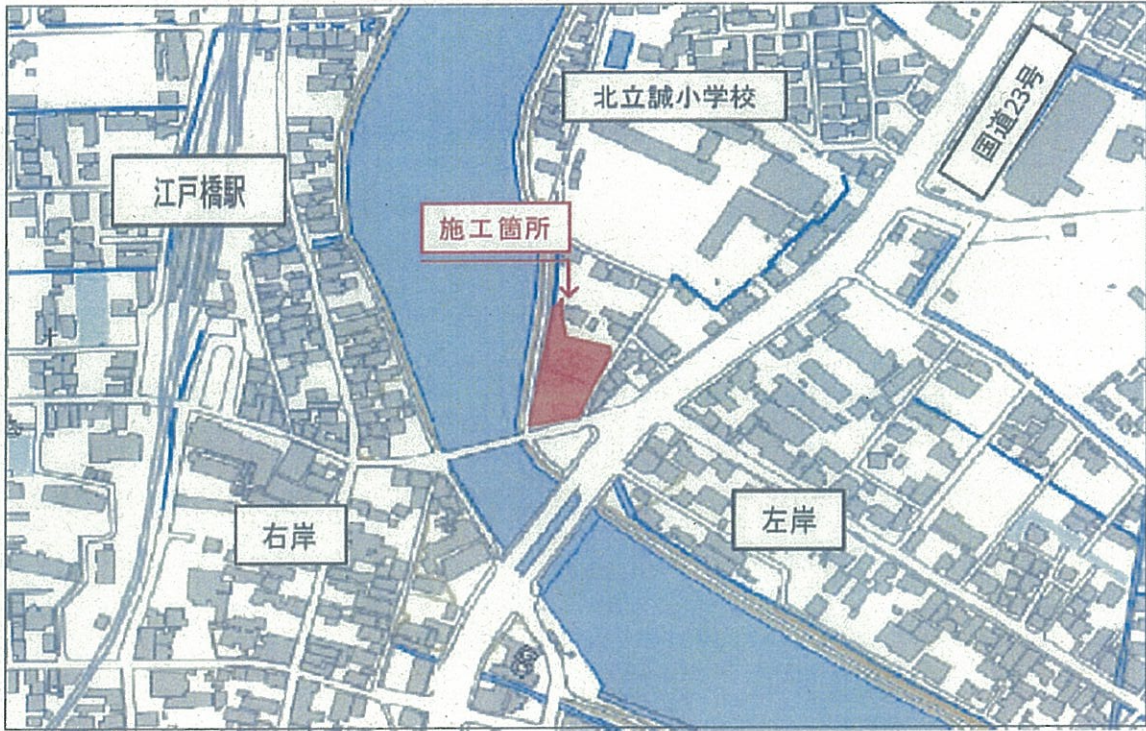 北立誠小学校
国道23号
江戸橋駅
施工箇所
右岸
左岸